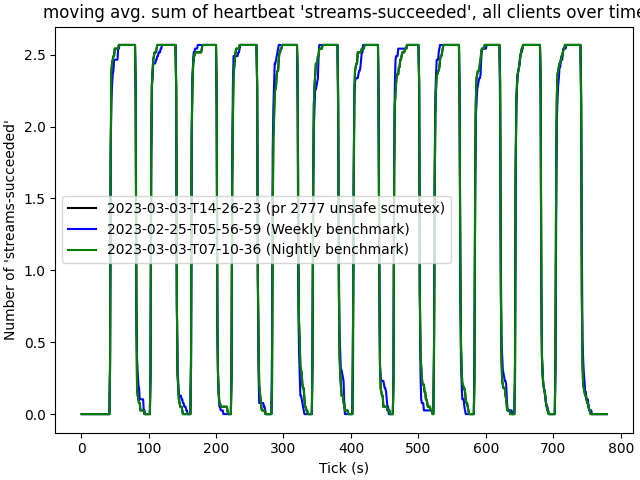 moving avg. sum of heartbeat 'streams-succeeded', all clients over time
Number of 'streams-succeeded'
2.5
2.0
1.5
1.0
0.5
0.0
2023-03-03-T14-26-23 (pr 2777 unsafe scmutex)
2023-02-25-T05-56-59 (Weekly benchmark)
2023-03-03-T07-10-36 (Nightly benchmark)
0 100 200 300 400 500 600 700 800
Tick (s)